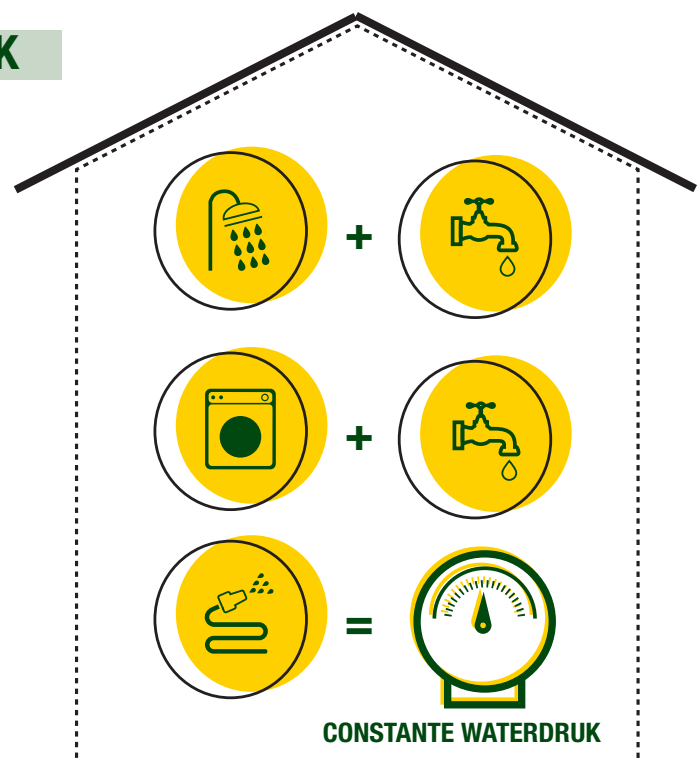 K
+
+
=
CONSTANTE WATERDRUK